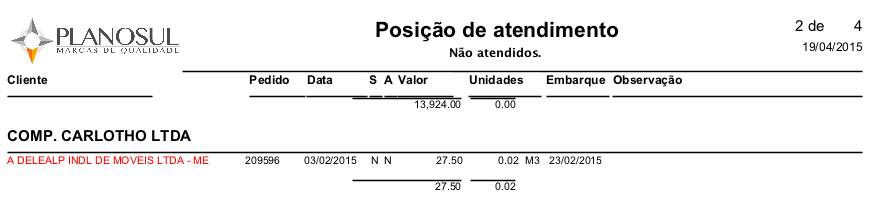 PLANOSUL
MARCAS DE QUALIDADE
Posição de atendimento
Não atendidos.
2 de 4
19/04/2015
Cliente Pedido Data S A Valor Unidades Embarque Observação
13,924.00 0.00
COMP. CARLOTHO LTDA
A DELEALP INDL DE MOVEIS LTDA - ME 209596 03/02/2015 N N 27.50 0.02 M3 23/02/2015
27.50 0.02